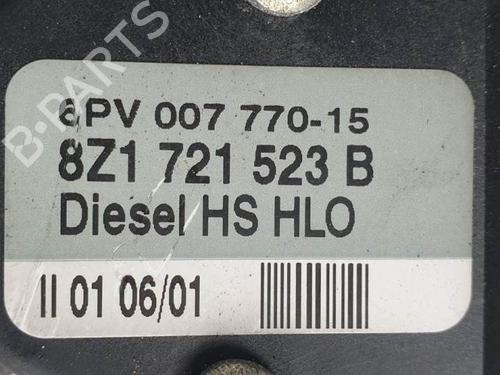 B-PARTS
6PV 007 770-15
8Z1 721 523 B
Diesel HS HLO
II 01 06/01